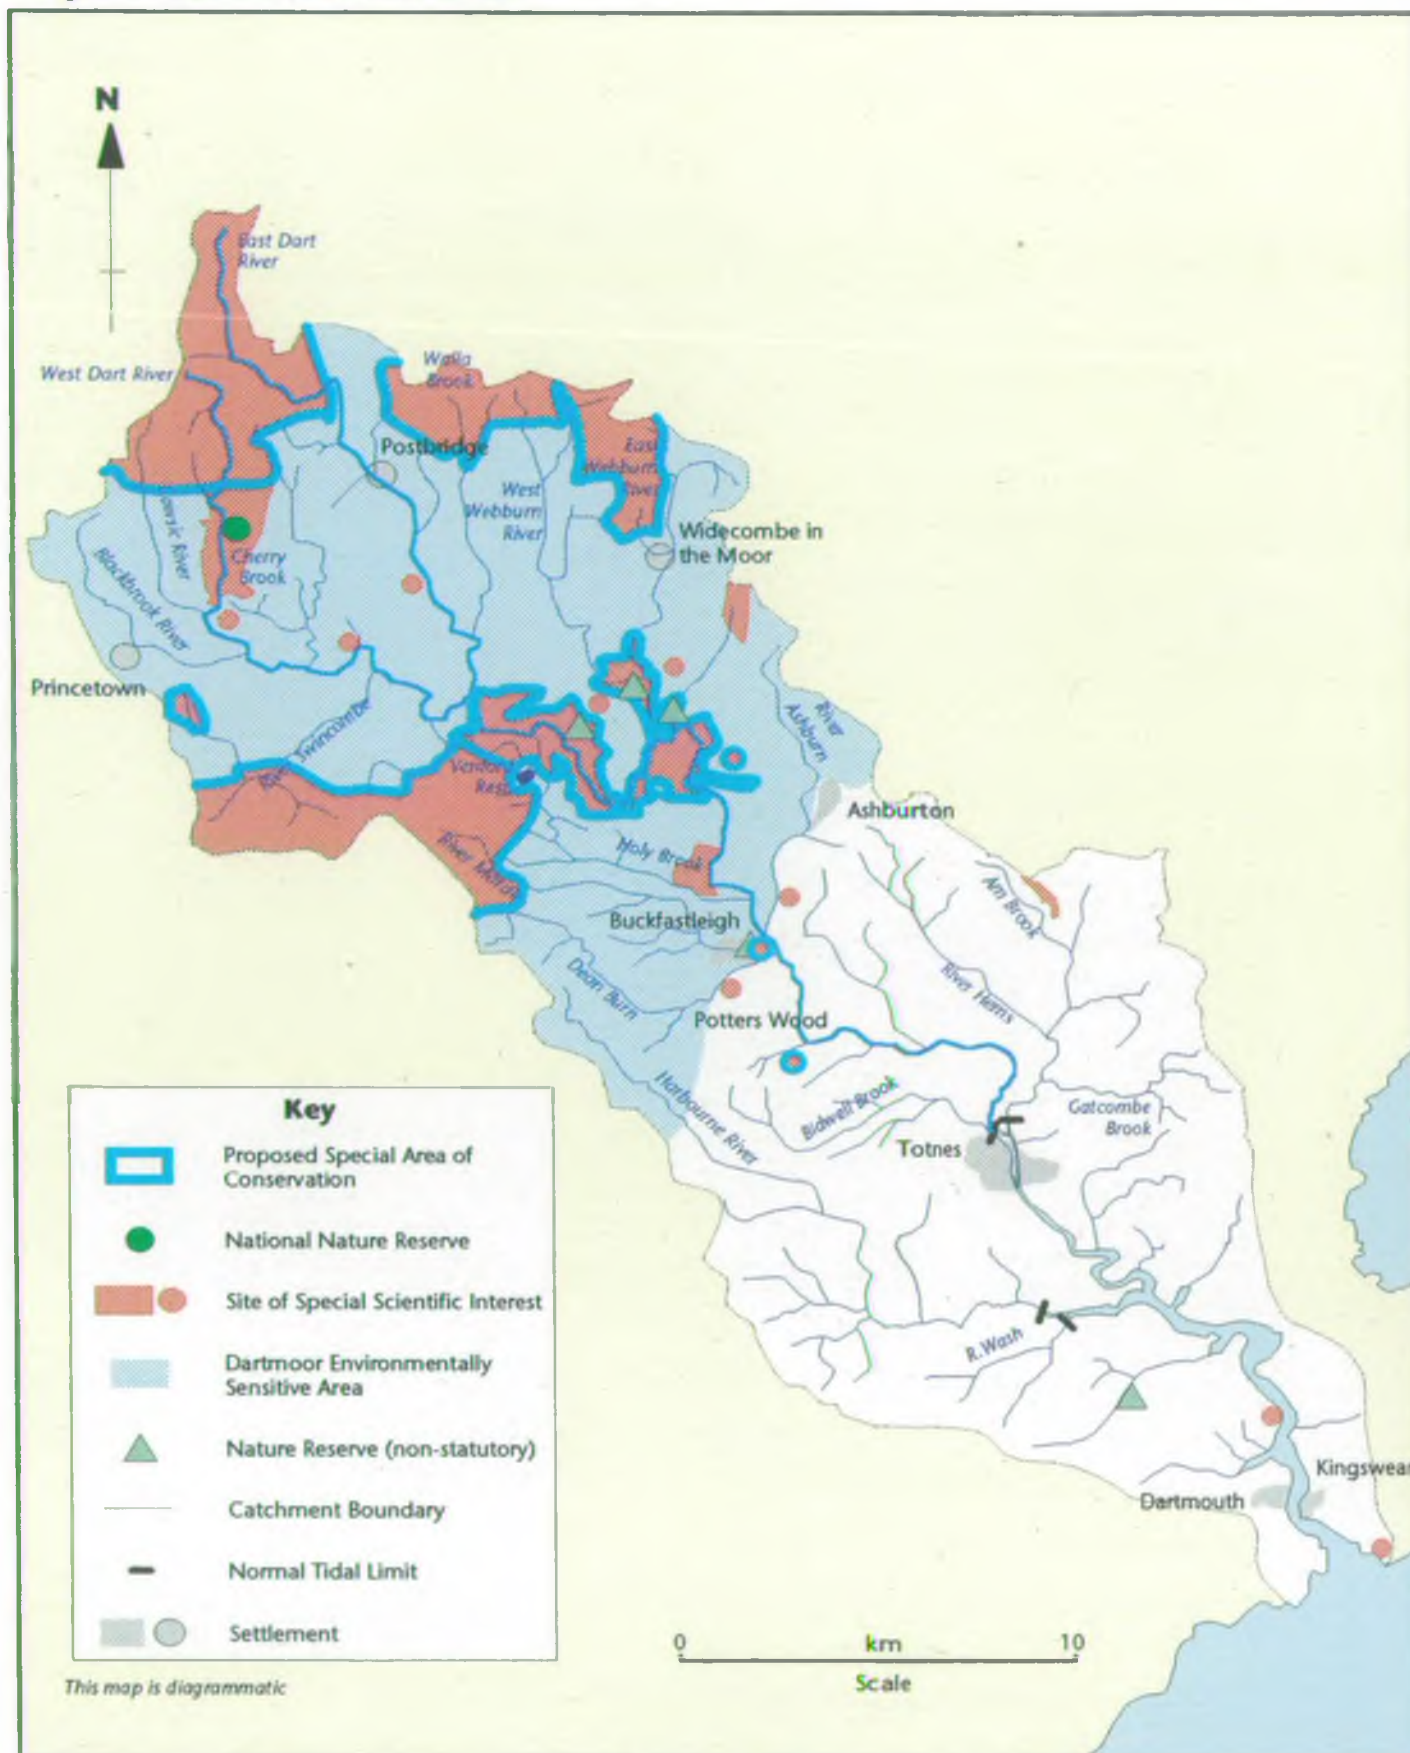 N
East Dart
River
West Dart River
Walla
Brook
Postbridge
East
Webburn
River
West
Webburn
River
Widecombe in
the Moor
Cowsic River
Cherry
Brook
Blackbrook River
Princetown
River Swincombe
River
Ashburn
Venford
Res.
Ashburton
Holy Brook
River Mardle
Am Brook
Buckfastleigh
River Hems
Dean Burn
Potters Wood
Harbourne River
Bidwell Brook
Gatcombe
Brook
Totnes
R.Wash
Kingswear
Dartmouth
Key
Proposed Special Area of
Conservation
National Nature Reserve
Site of Special Scientific Interest
Dartmoor Environmentally
Sensitive Area
Nature Reserve (non-statutory)
Catchment Boundary
Normal Tidal Limit
Settlement
0 km 10
Scale
This map is diagrammatic